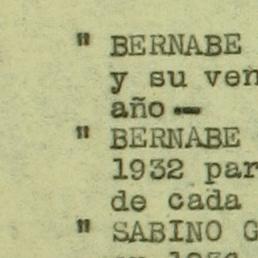 " BERNABE
y su ven
año --
" BERNABE
1932 par
de cada
" SABINO G